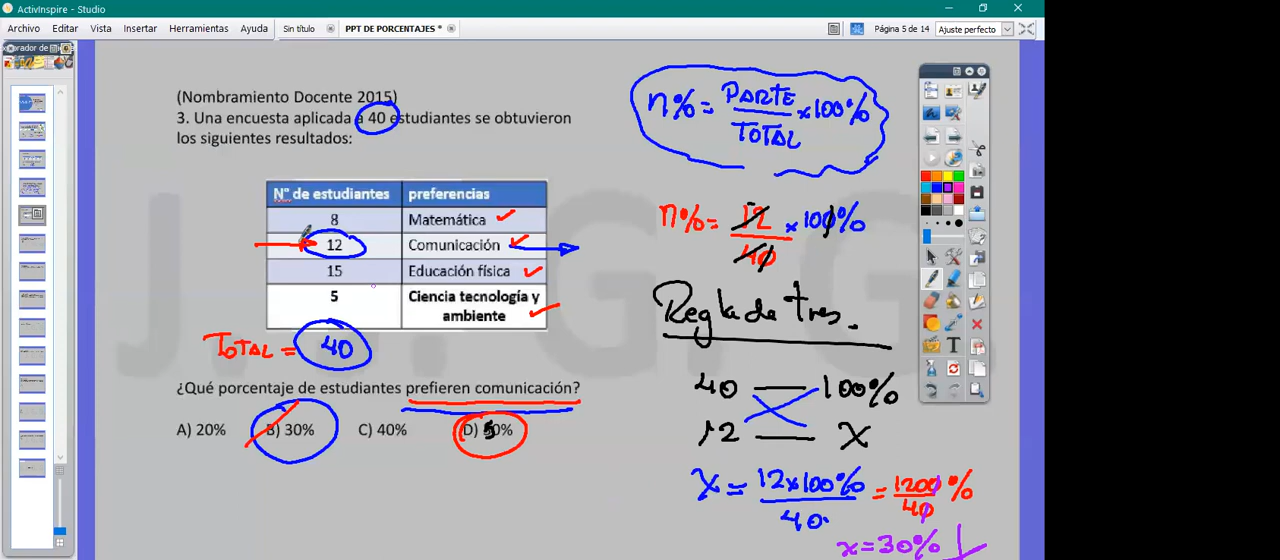 ActivInspire - Studio
Archivo Editar Vista Insertar Herramientas Ayuda
Sin título
PPT DE PORCENTAJES *
Página 5 de 14
Ajuste perfecto
(Nombramiento Docente 2015)
3. Una encuesta aplicada a 40 estudiantes se obtuvieron
los siguientes resultados:
N° de estudiantes preferencias
8 Matemática
12 Comunicación
15 Educación física
5 Ciencia tecnología y
ambiente
TOTAL = 40
¿Qué porcentaje de estudiantes prefieren comunicación?
A) 20% B) 30% C) 40% D) 50%
n% = PARTE/TOTAL x 100%
n% = 12/40 x 100%
Regla de tres.
40 — 100%
12 — X
X = 12x100%/40 = 1200/40 %
x = 30%